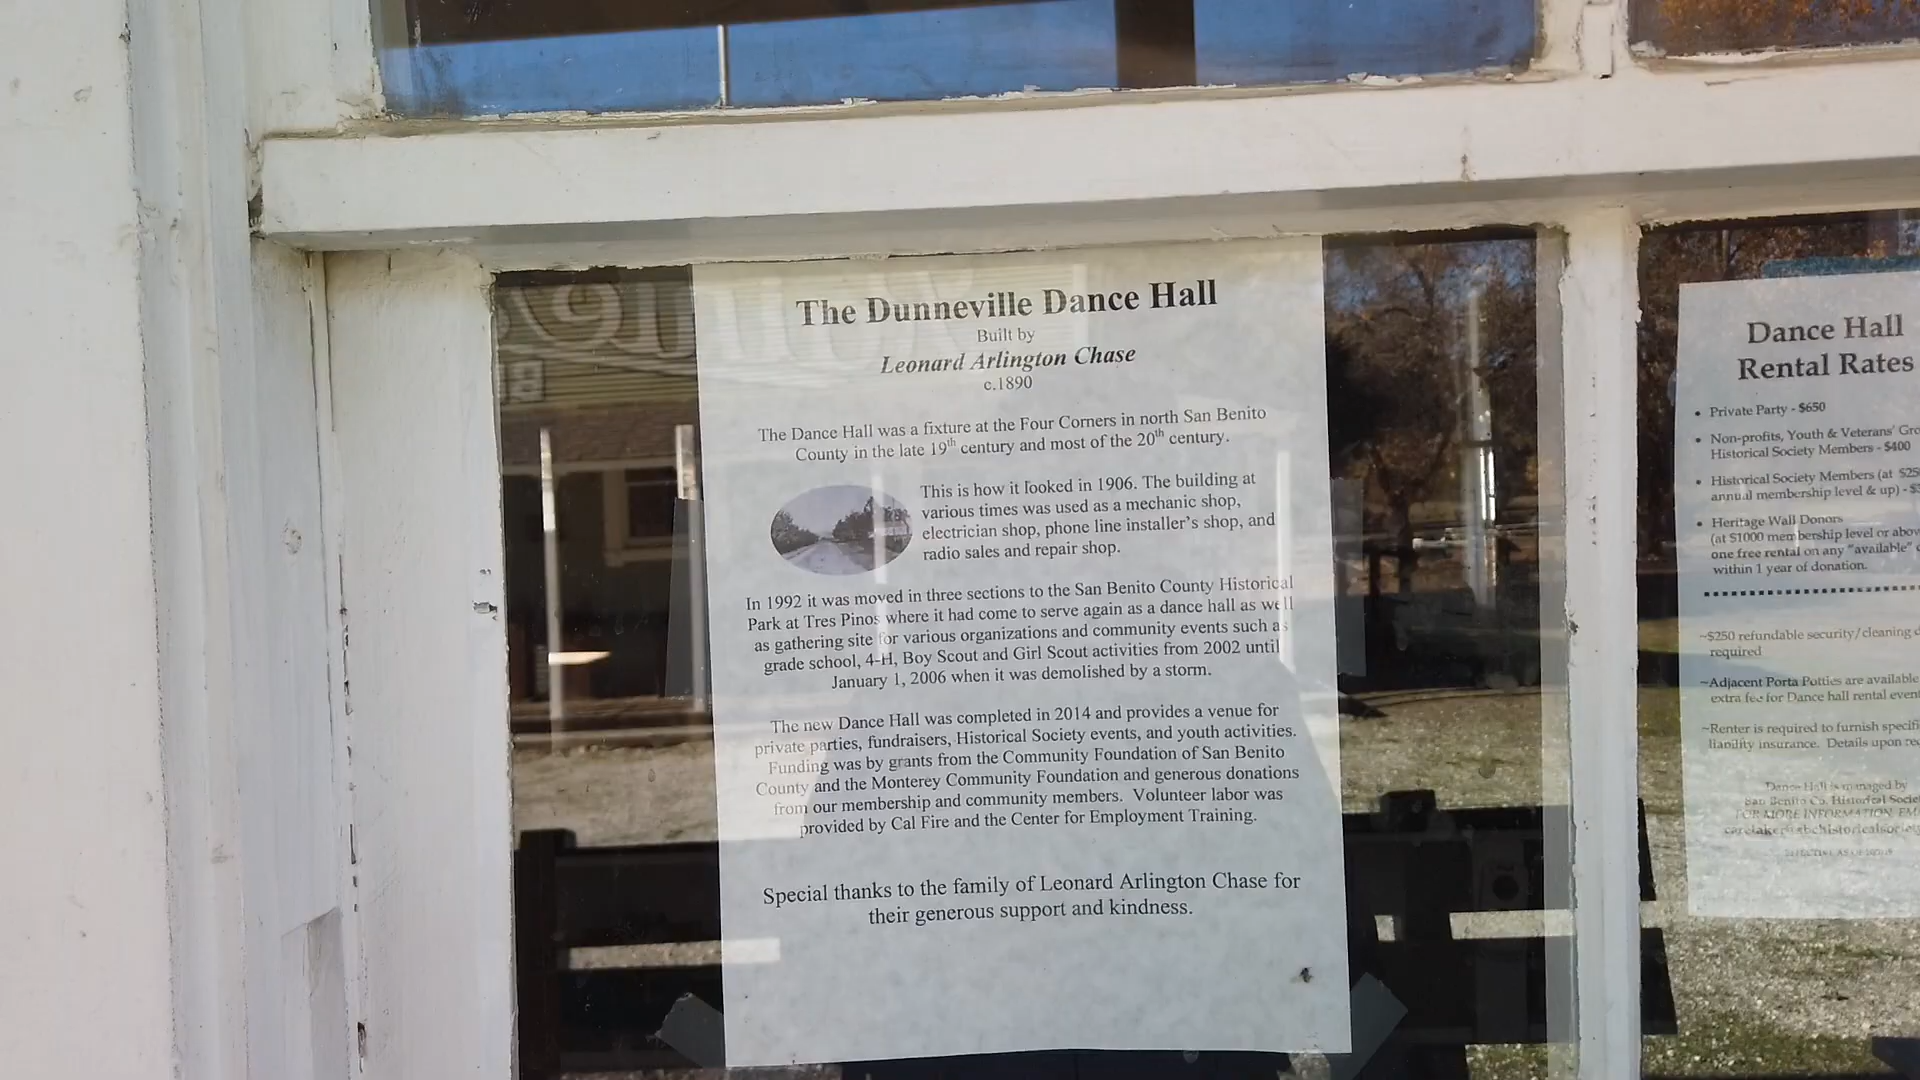 The Dunneville Dance Hall
Built by
Leonard Arlington Chase
c.1890
The Dance Hall was a fixture at the Four Corners in north San Benito
County in the late 19th century and most of the 20th century.
This is how it looked in 1906. The building at
various times was used as a mechanic shop,
electrician shop, phone line installer's shop, and
radio sales and repair shop.
In 1992 it was moved in three sections to the San Benito County Historical
Park at Tres Pinos where it had come to serve again as a dance hall as well
as gathering site for various organizations and community events such as
grade school, 4-H, Boy Scout and Girl Scout activities from 2002 until
January 1, 2006 when it was demolished by a storm.
The new Dance Hall was completed in 2014 and provides a venue for
private parties, fundraisers, Historical Society events, and youth activities.
Funding was by grants from the Community Foundation of San Benito
County and the Monterey Community Foundation and generous donations
from our membership and community members. Volunteer labor was
provided by Cal Fire and the Center for Employment Training.
Special thanks to the family of Leonard Arlington Chase for
their generous support and kindness.
Dance Hall
Rental Rates
• Private Party - $650
• Non-profits, Youth & Veterans'
Historical Society Members - $400
• Historical Society Members (at
annual membership level & up) -
• Heritage Wall Donors
(at $1000 membership level or
one free rental on any "available"
within 1 year of donation.
~$250 refundable security/cleaning
required
~Adjacent Porta Potties are available
extra fee for Dance hall rental
~Renter is required to furnish
liability insurance. Details upon
Dance Hall is managed by
San Benito Co. Historical
FOR MORE INFORMATION